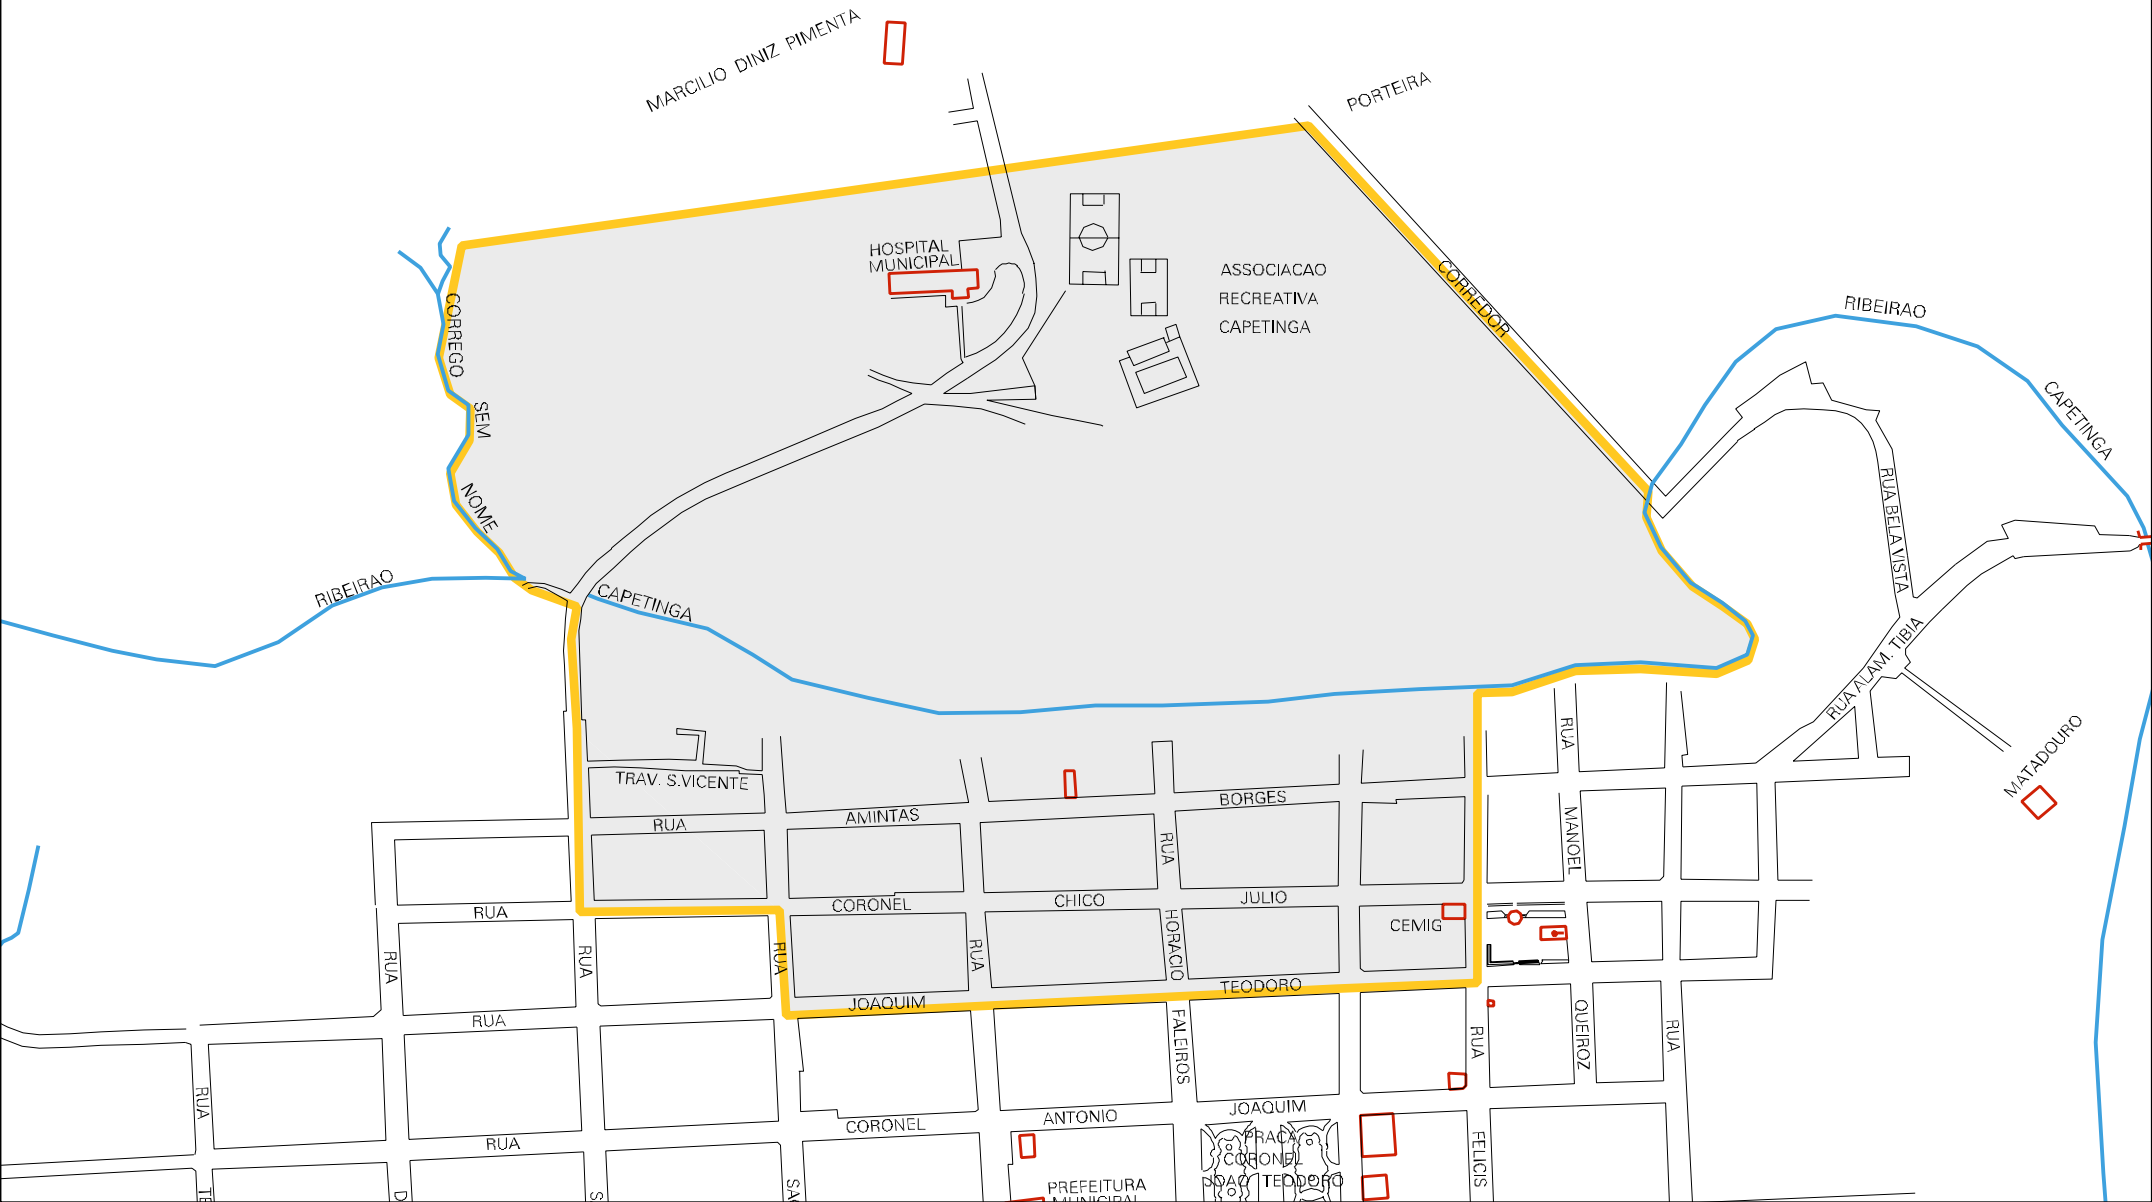 MARCILIO DINIZ PIMENTA
PORTEIRA
HOSPITAL
MUNICIPAL
ASSOCIACAO
RECREATIVA
CAPETINGA
CORREDOR
CORREGO
SEM
NOME
RIBEIRAO
CAPETINGA
RIBEIRAO
CAPETINGA
RUA BELA VISTA
RUA ALAM. TIBIA
MATADOURO
TRAV. S.VICENTE
RUA
AMINTAS
BORGES
RUA
MANOEL
QUEIROZ
RUA
HORACIO
FALEIROS
RUA
CORONEL
CHICO
JULIO
CEMIG
RUA
RUA
RUA
RUA
RUA
JOAQUIM
TEODORO
RUA
FELICIS
RUA
RUA
RUA
CORONEL
ANTONIO
JOAQUIM
PRACA
CORONEL
JOAO TEODORO
PREFEITURA
MUNICIPAL